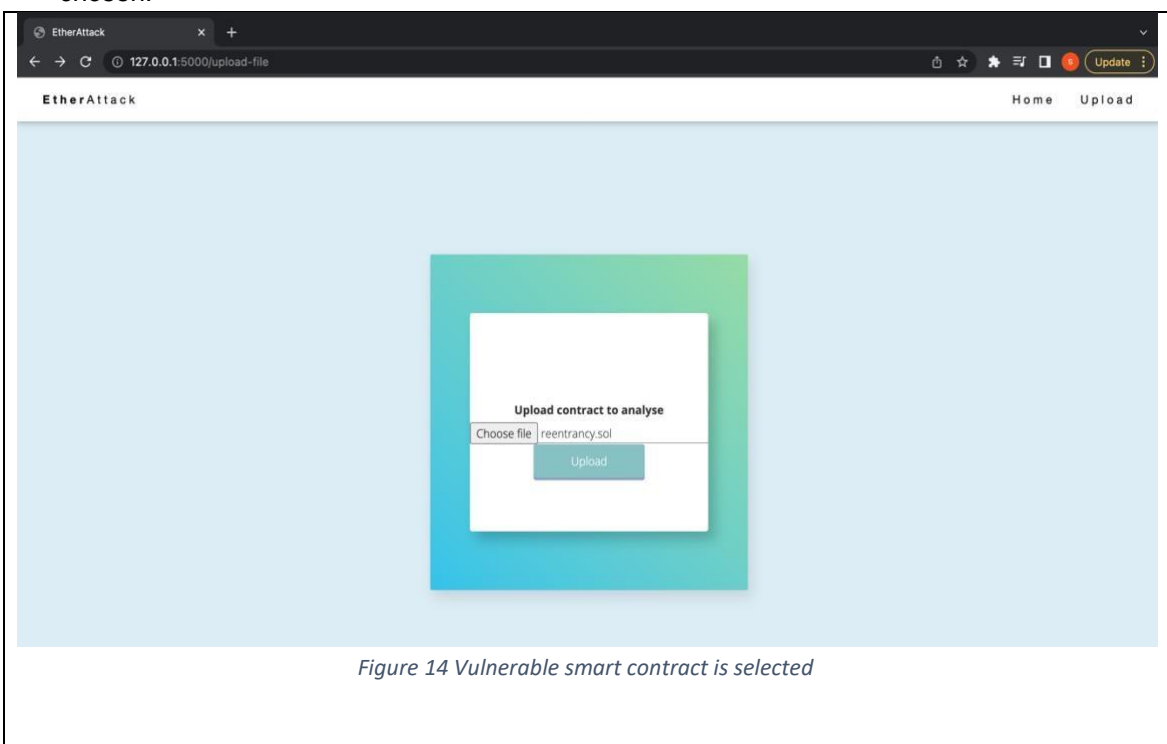 chosen.
EtherAttack
127.0.0.1:5000/upload-file
Update
EtherAttack
Home Upload
Upload contract to analyse
Choose file reentrancy.sol
Upload
Figure 14 Vulnerable smart contract is selected